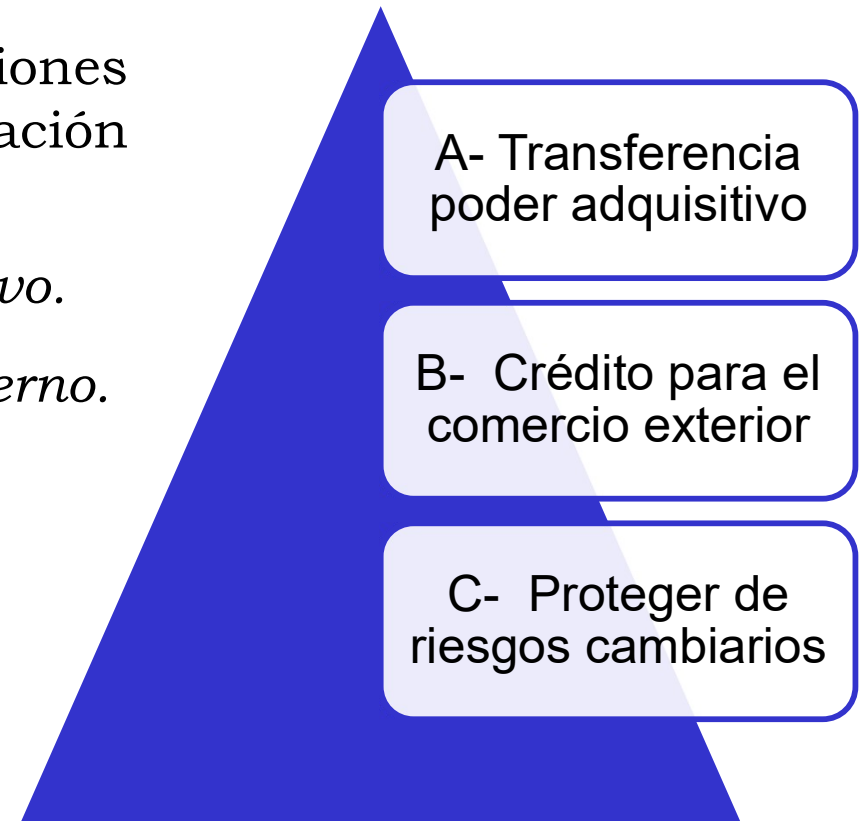 iones
ación
vo.
erno.
A- Transferencia
poder adquisitivo
B- Crédito para el
comercio exterior
C- Proteger de
riesgos cambiarios